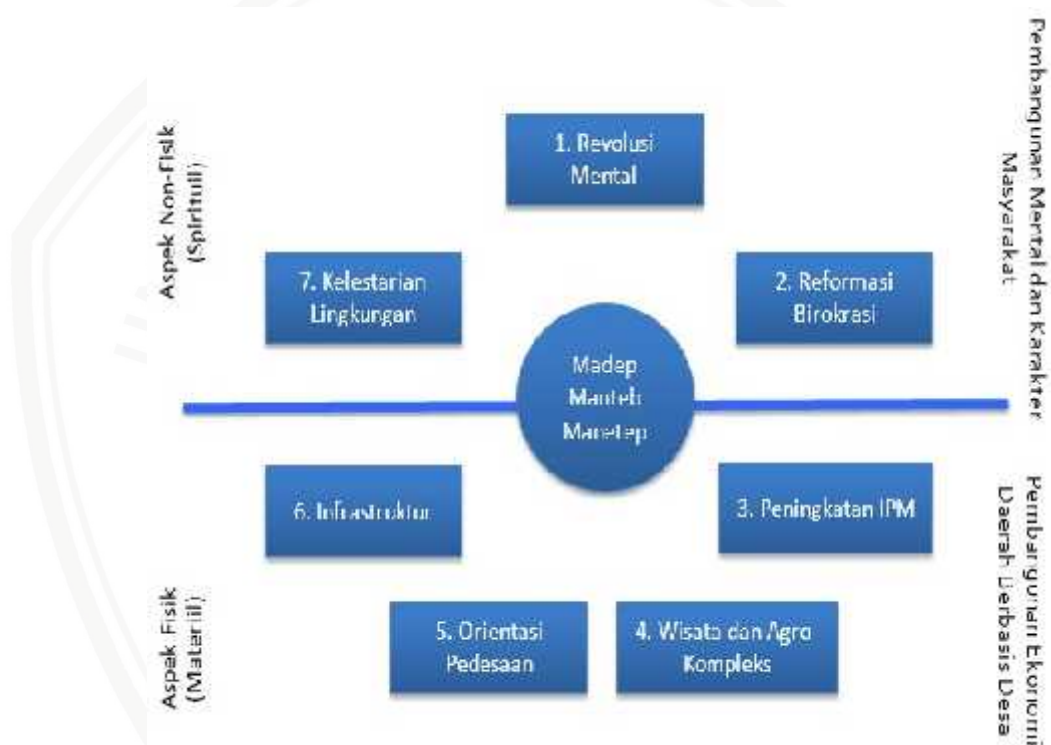 Aspek Non-Fisik
(Spirituil)
Pembangunan Mental dan Karakter
Masyarakat
1. Revolusi
Mental
7. Kelestarian
Lingkungan
2. Reformasi
Birokrasi
Madep
Manteb
Manetep
6. Infrastruktur
3. Peningkatan IPM
5. Orientasi
Pedesaan
4. Wisata dan Agro
Kompleks
Aspek Fisik
(Materiil)
Pembangunan Ekonomi
Daerah Berbasis Desa